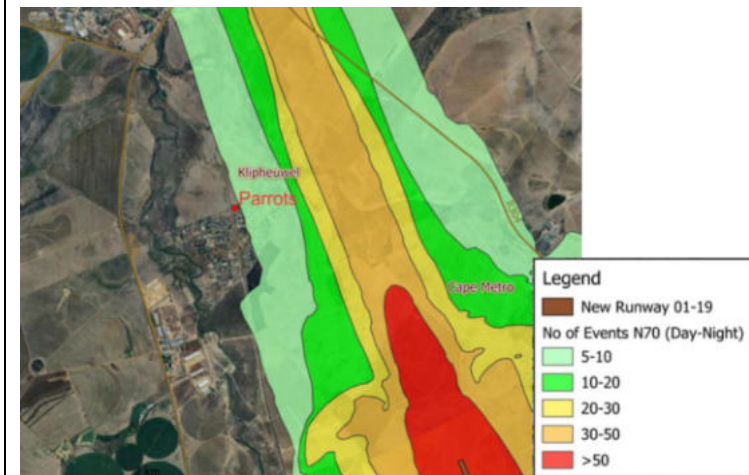 Klipheuwel
Parrots
Cape Metro
Legend
New Runway 01-19
No of Events N70 (Day-Night)
5-10
10-20
20-30
30-50
>50